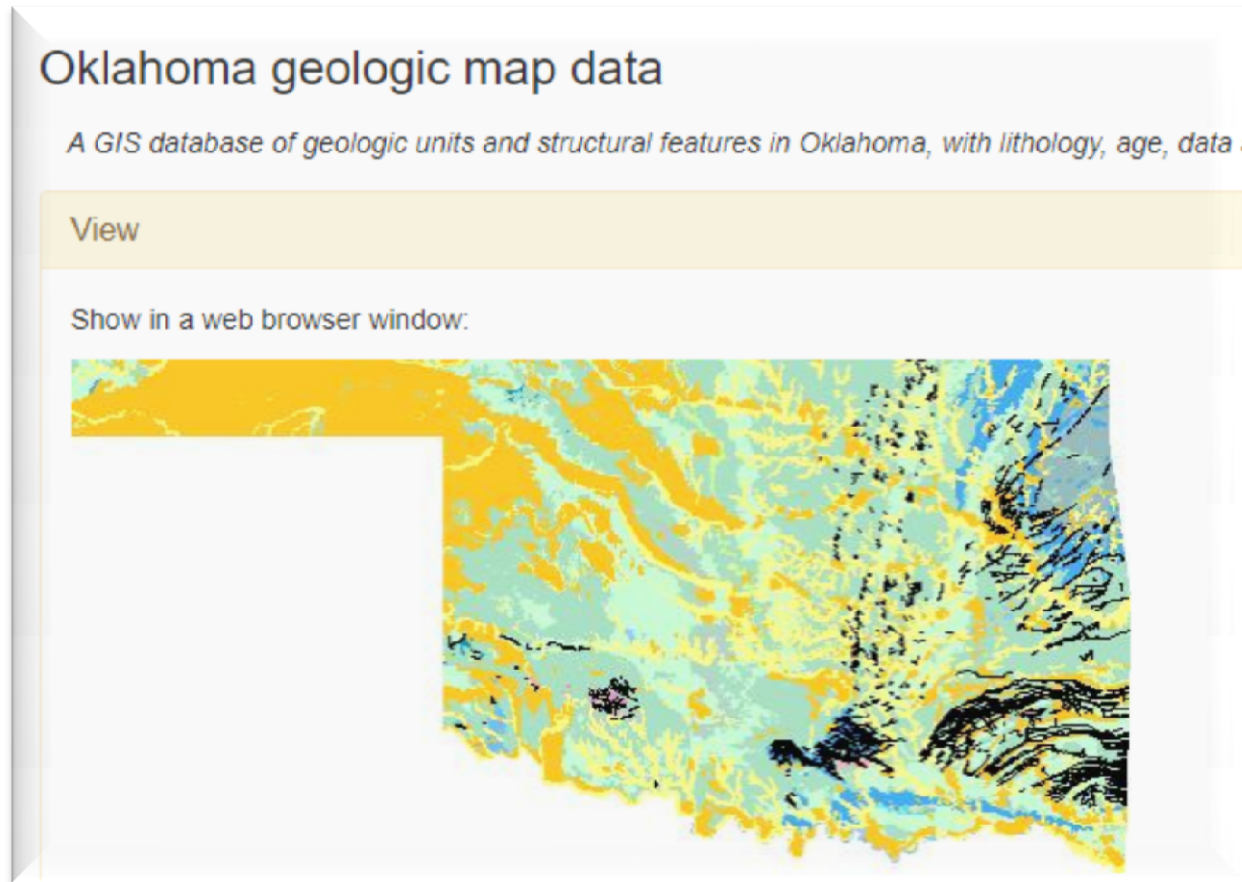 Oklahoma geologic map data
A GIS database of geologic units and structural features in Oklahoma, with lithology, age, data
View
Show in a web browser window: